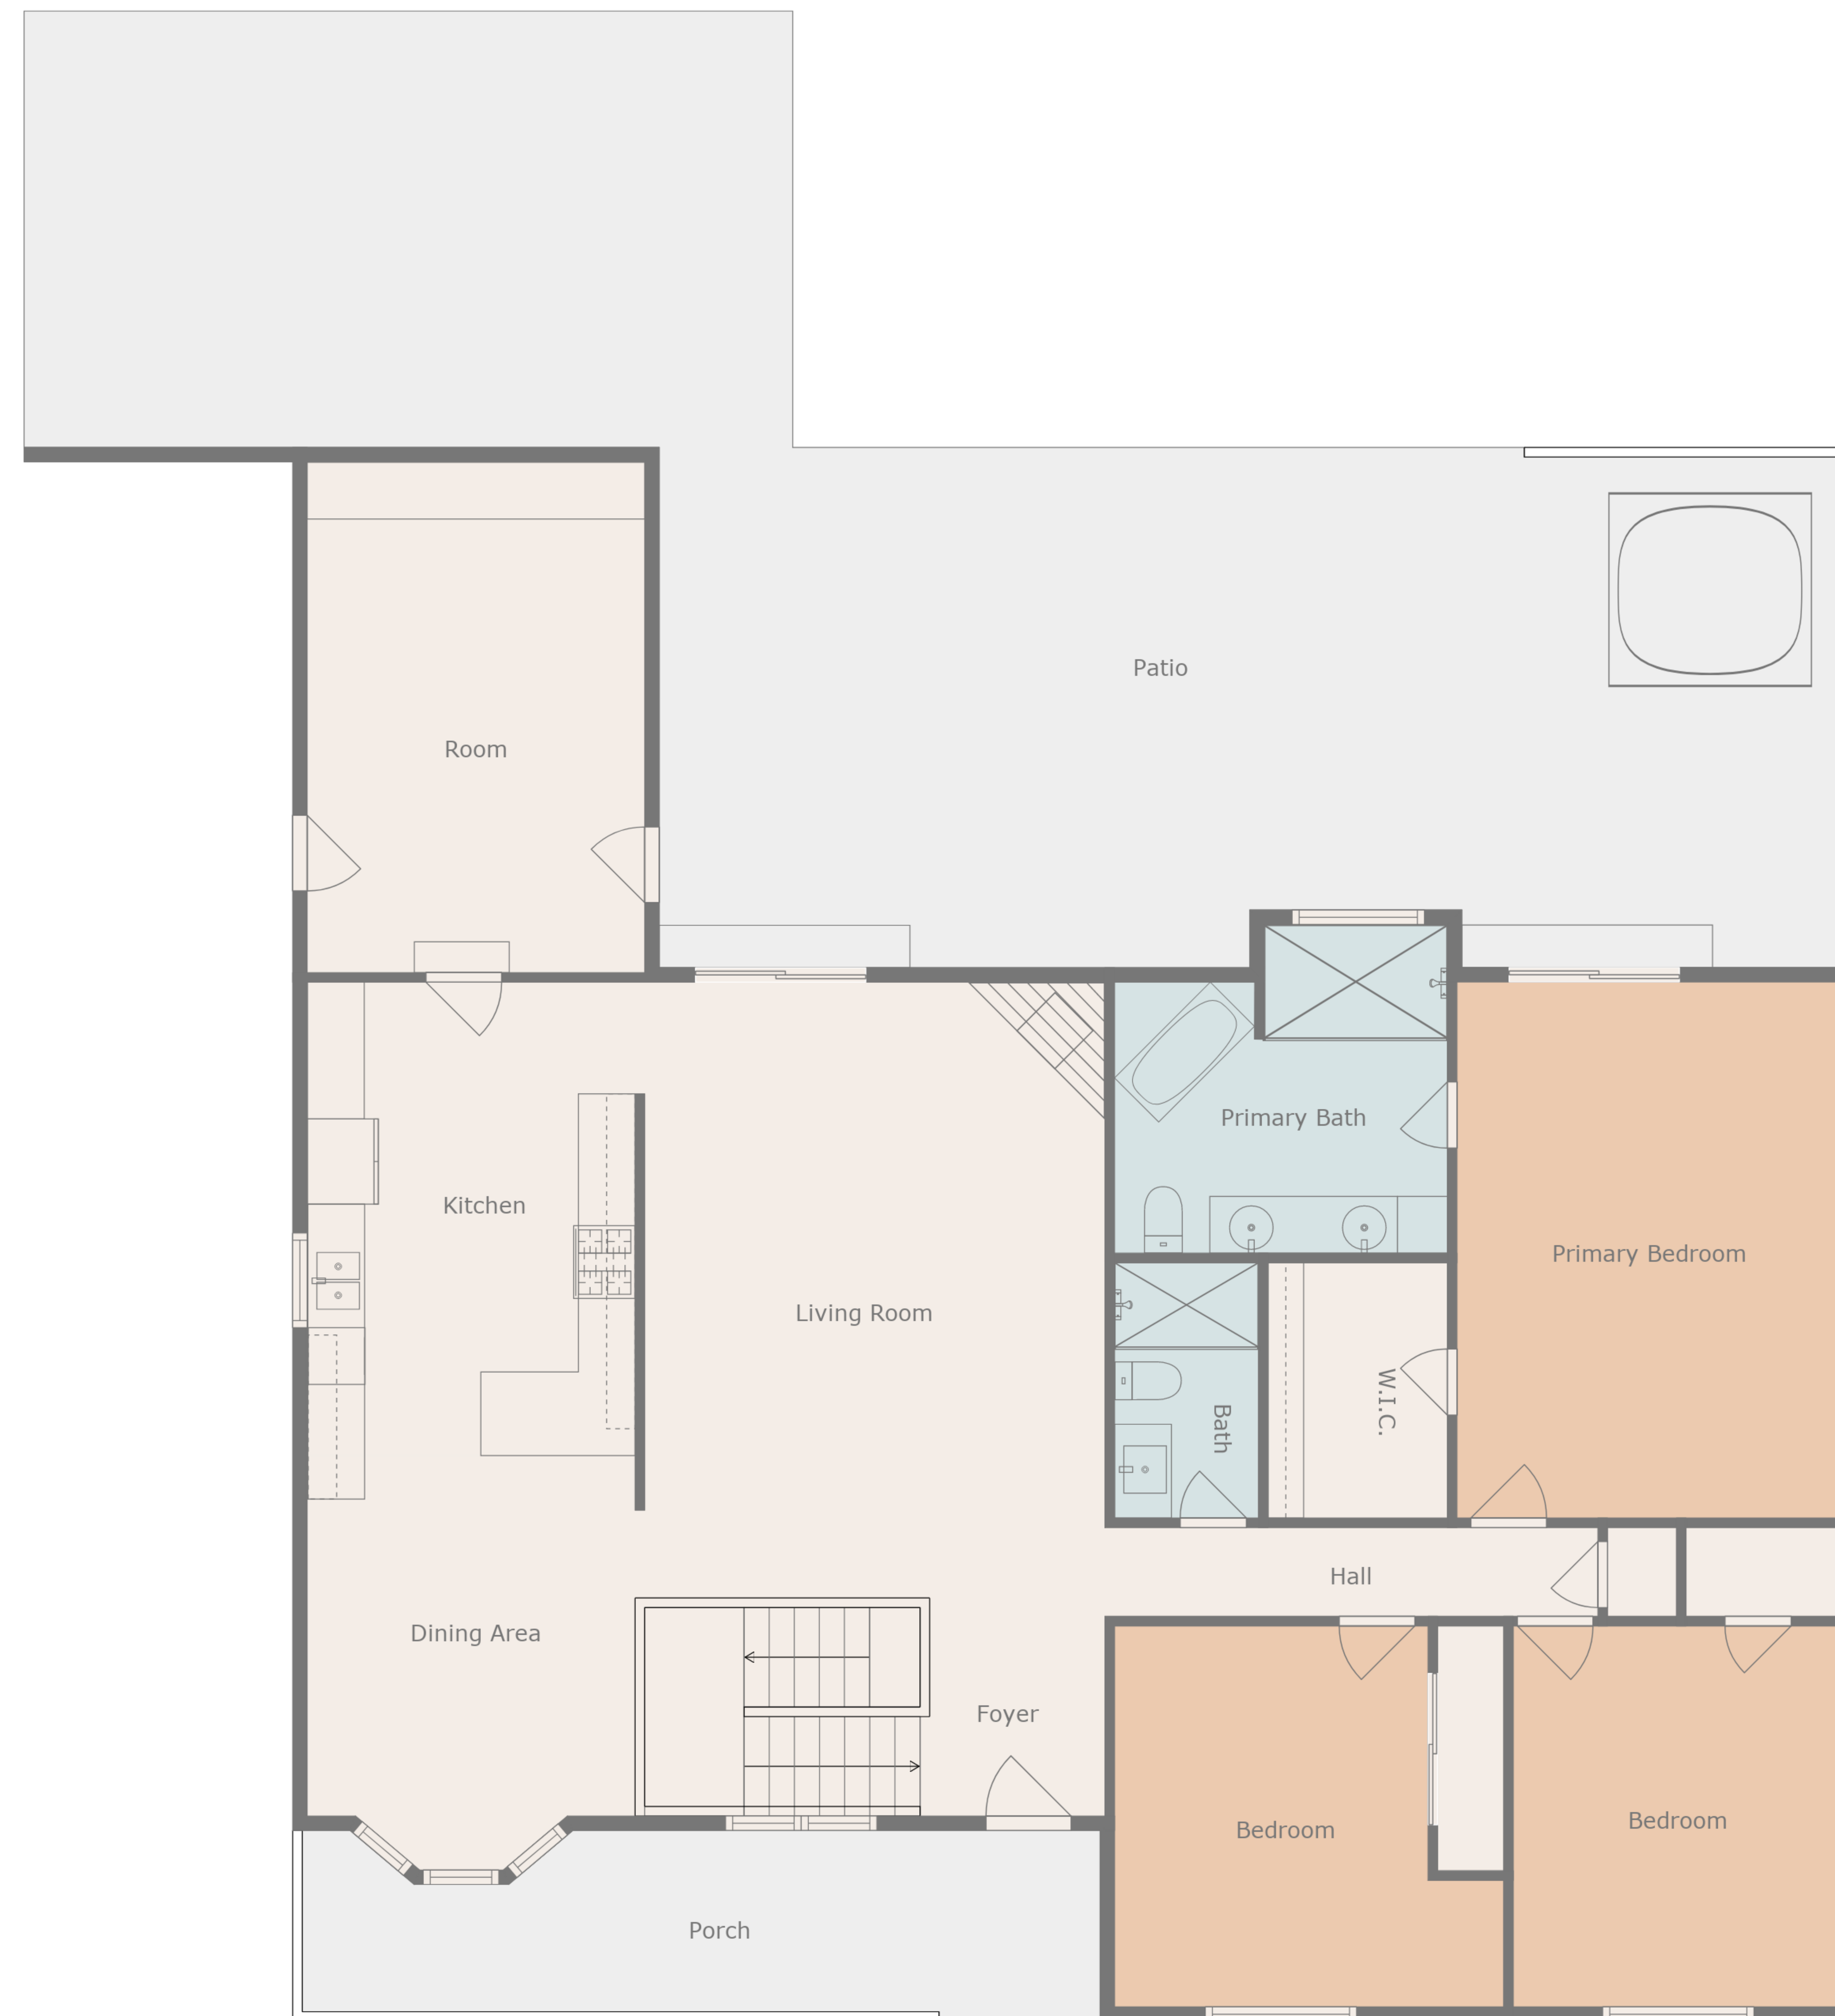 Patio
Room
Primary Bath
Kitchen
Primary Bedroom
Living Room
W.I.C.
Bath
Hall
Dining Area
Foyer
Bedroom
Bedroom
Porch